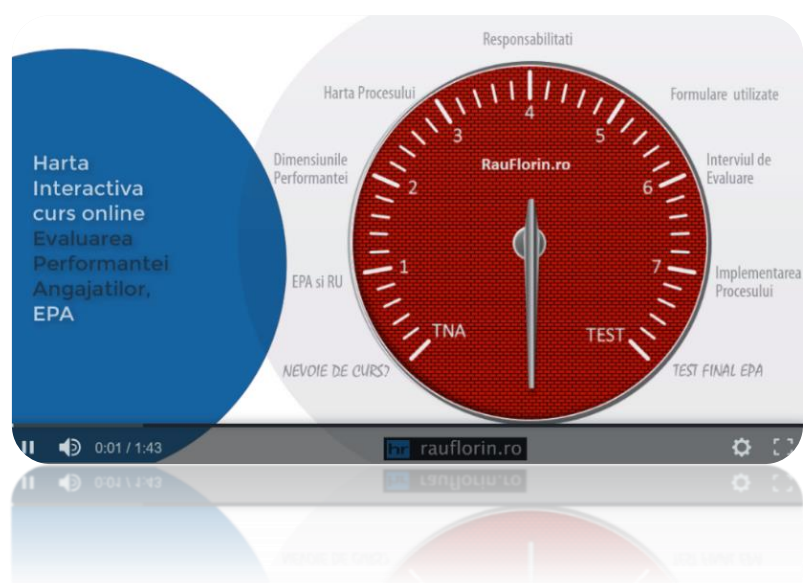 Harta
Interactiva
curs online
Evaluarea
Performantei
Angajatilor,
EPA
Responsabilitati
Harta Procesului
Formulare utilizate
Dimensiunile
Performantei
Interviul de
Evaluare
EPA si RU
Implementarea
Procesului
NEVOIE DE CURS?
TEST FINAL EPA
RauFlorin.ro
1
2
3
4
5
6
7
TNA
TEST
0:01 / 1:43
hr rauflorin.ro